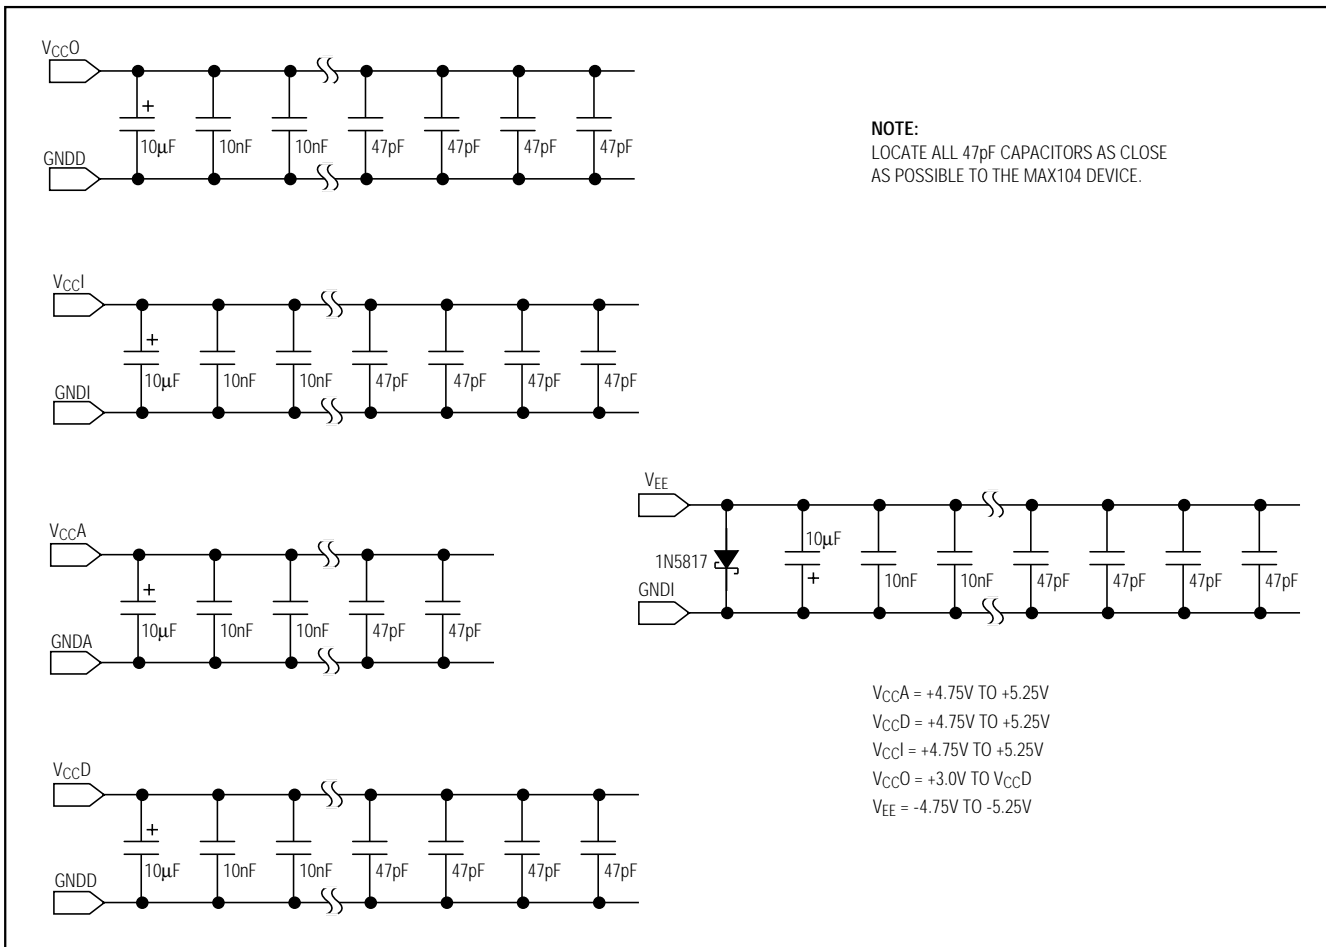 VCCO
+
10μF 10nF 10nF 47pF 47pF 47pF 47pF
GNDD
NOTE:
LOCATE ALL 47pF CAPACITORS AS CLOSE
AS POSSIBLE TO THE MAX104 DEVICE.
VCCI
+
10μF 10nF 10nF 47pF 47pF 47pF 47pF
GNDI
VCCA
+
10μF 10nF 10nF 47pF 47pF
GNDA
VCCD
+
10μF 10nF 10nF 47pF 47pF 47pF 47pF
GNDD
VEE
10μF
1N5817
+
10nF 10nF 47pF 47pF 47pF 47pF
GNDI
VCCA = +4.75V TO +5.25V
VCCD = +4.75V TO +5.25V
VCCI = +4.75V TO +5.25V
VCCO = +3.0V TO VCCD
VEE = -4.75V TO -5.25V